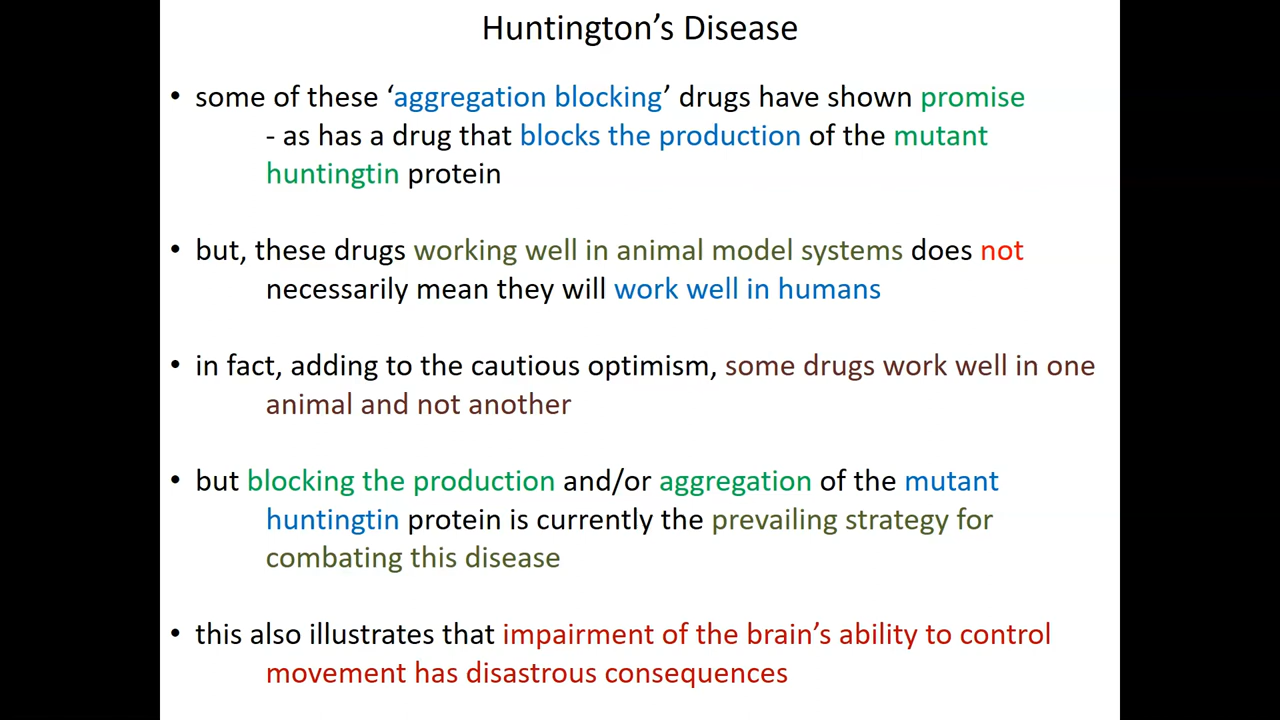 Huntington’s Disease
• some of these ‘aggregation blocking’ drugs have shown promise
- as has a drug that blocks the production of the mutant
huntingtin protein
• but, these drugs working well in animal model systems does not
necessarily mean they will work well in humans
• in fact, adding to the cautious optimism, some drugs work well in one
animal and not another
• but blocking the production and/or aggregation of the mutant
huntingtin protein is currently the prevailing strategy for
combating this disease
• this also illustrates that impairment of the brain’s ability to control
movement has disastrous consequences